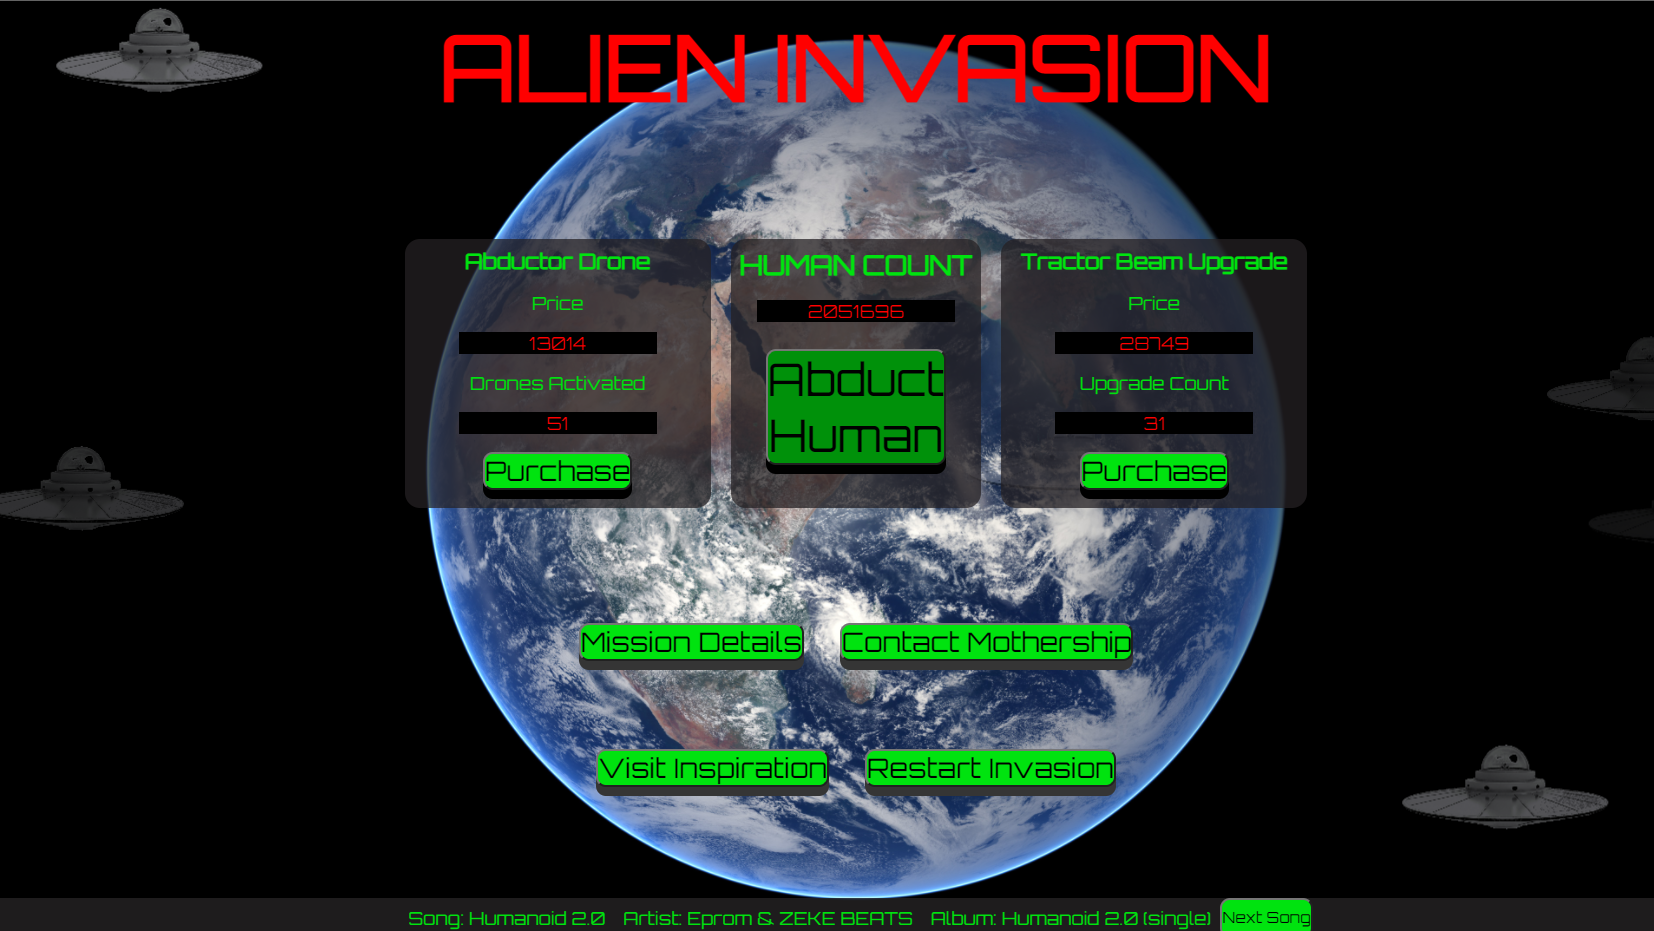 ALIEN INVASION
Abductor Drone
Price
13014
Drones Activated
51
Purchase
HUMAN COUNT
2051696
Abduct
Human
Tractor Beam Upgrade
Price
28749
Upgrade Count
31
Purchase
Mission Details
Contact Mothership
Visit Inspiration
Restart Invasion
Song: Humanoid 2.0 Artist: Eprom & ZEKE BEATS Album: Humanoid 2.0 (single) Next Song